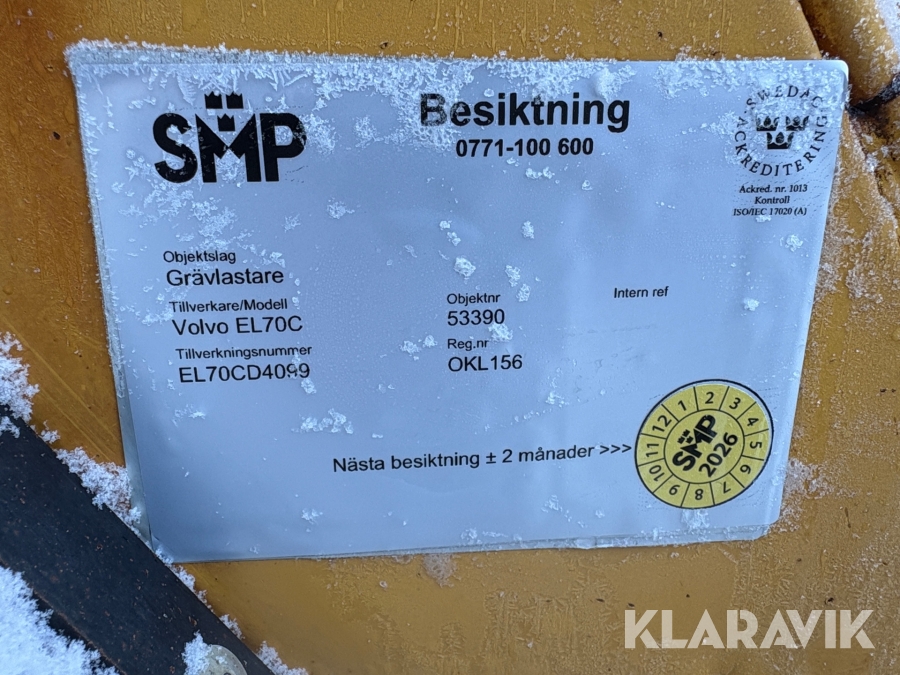 SMP
Besiktning
0771-100 600
SWEDAC ACKREDITERING
Ackred. nr. 1013
Kontroll
ISO/IEC 17020 (A)
Objektslag
Grävlastare
Tillverkare/Modell
Volvo EL70C
Tillverkningsnummer
EL70CD4099
Objektnr
53390
Reg.nr
OKL156
Intern ref
Nästa besiktning ± 2 månader >>>
1 2 3 4 5 6 7 8 9 10 11 12
SMP
2026
KLARAVIK